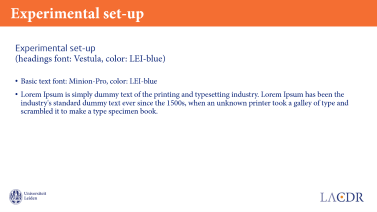 Experimental set-up
Experimental set-up
(headings font: Vestula, color: LEI-blue)
• Basic text font: Minion-Pro, color: LEI-blue
• Lorem Ipsum is simply dummy text of the printing and typesetting industry. Lorem Ipsum has been the
industry's standard dummy text ever since the 1500s, when an unknown printer took a galley of type and
scrambled it to make a type specimen book.
Universiteit
Leiden
LACDR